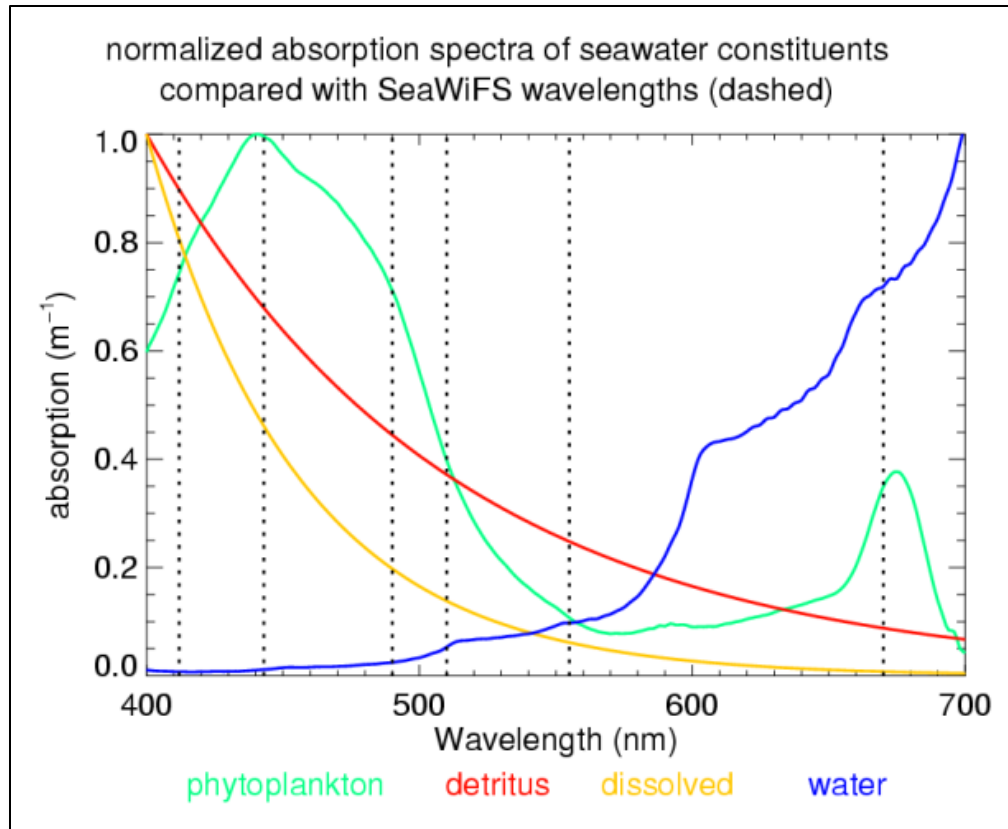 normalized absorption spectra of seawater constituents
compared with SeaWiFS wavelengths (dashed)
1.0
0.8
0.6
0.4
0.2
0.0
absorption (m⁻¹)
400 500 600 700
Wavelength (nm)
phytoplankton detritus dissolved water